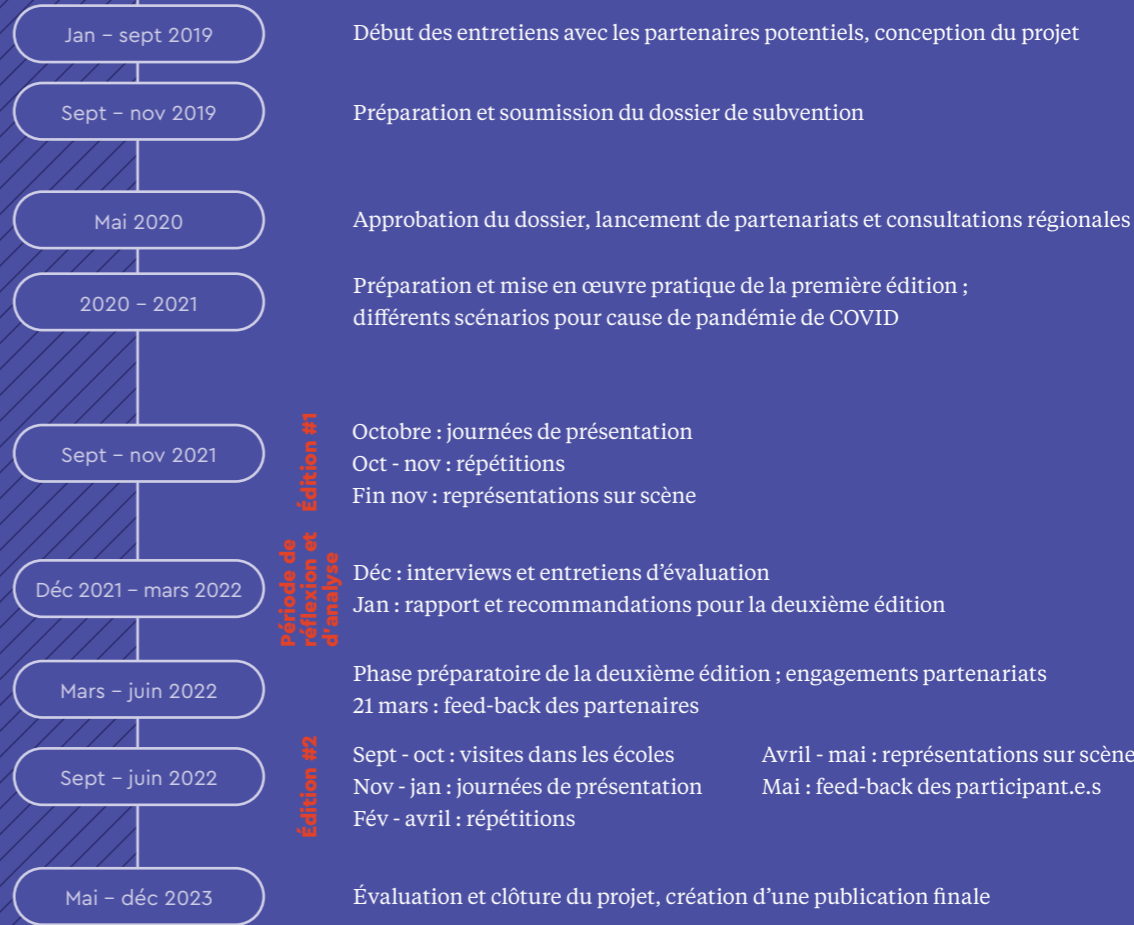 Jan – sept 2019
Début des entretiens avec les partenaires potentiels, conception du projet
Sept – nov 2019
Préparation et soumission du dossier de subvention
Mai 2020
Approbation du dossier, lancement de partenariats et consultations régionales
2020 – 2021
Préparation et mise en œuvre pratique de la première édition ;
différents scénarios pour cause de pandémie de COVID
Sept – nov 2021
Édition #1
Octobre : journées de présentation
Oct - nov : répétitions
Fin nov : représentations sur scène
Déc 2021 – mars 2022
Période de
réflexion et
d'analyse
Déc : interviews et entretiens d’évaluation
Jan : rapport et recommandations pour la deuxième édition
Mars – juin 2022
Phase préparatoire de la deuxième édition ; engagements partenariats
21 mars : feed-back des partenaires
Sept – juin 2022
Édition #2
Sept - oct : visites dans les écoles
Nov - jan : journées de présentation
Fév - avril : répétitions
Avril - mai : représentations sur scène
Mai : feed-back des participant.e.s
Mai – déc 2023
Évaluation et clôture du projet, création d’une publication finale